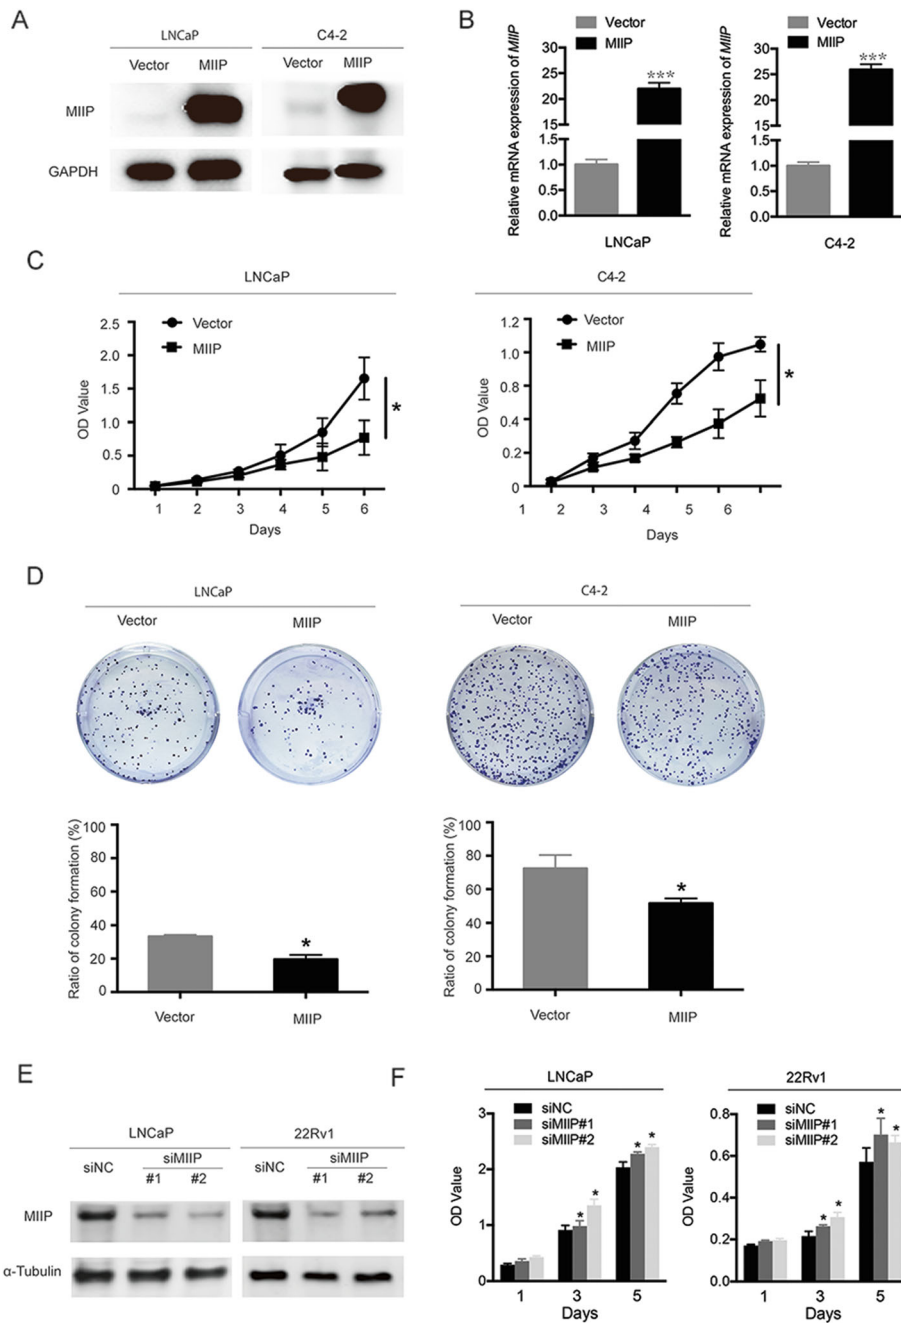 A
LNCaP
C4-2
Vector
MIIP
Vector
MIIP
MIIP
GAPDH
B
Vector
MIIP
Relative mRNA expression of MIIP
30
25
20
15
1.5
1.0
0.5
0.0
***
LNCaP
Vector
MIIP
Relative mRNA expression of MIIP
30
25
20
15
1.5
1.0
0.5
0.0
***
C4-2
C
LNCaP
Vector
MIIP
OD Value
2.5
2.0
1.5
1.0
0.5
0
*
1 2 3 4 5 6
Days
C4-2
Vector
MIIP
OD Value
1.2
1.0
0.8
0.4
0.2
0
*
1 2 3 4 5 6
Days
D
LNCaP
Vector
MIIP
C4-2
Vector
MIIP
Ratio of colony formation (%)
100
80
60
40
20
0
*
Vector
MIIP
Ratio of colony formation (%)
100
80
60
40
20
0
*
Vector
MIIP
E
LNCaP
22Rv1
siNC
siMIIP
#1 #2
siNC
siMIIP
#1 #2
MIIP
α-Tubulin
F
LNCaP
siNC
siMIIP#1
siMIIP#2
OD Value
3
2
1
0
* *
* *
1 3 5
Days
22Rv1
siNC
siMIIP#1
siMIIP#2
OD Value
0.8
0.6
0.4
0.2
0.0
* *
* *
1 3 5
Days